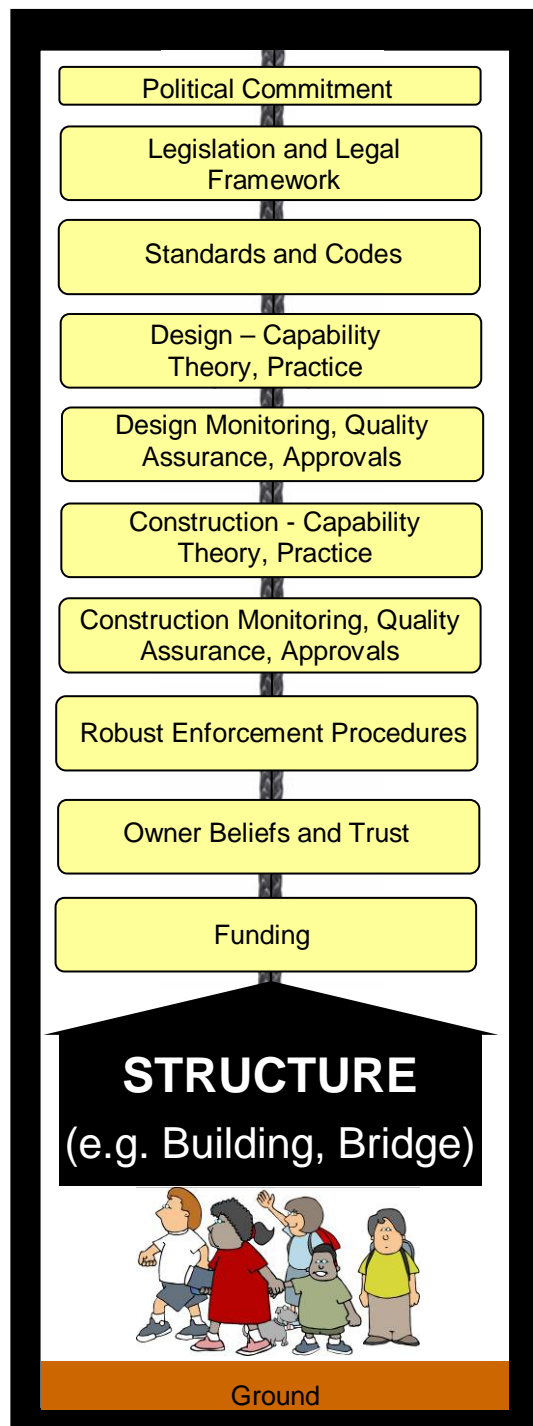 Political Commitment
Legislation and Legal
Framework
Standards and Codes
Design – Capability
Theory, Practice
Design Monitoring, Quality
Assurance, Approvals
Construction - Capability
Theory, Practice
Construction Monitoring, Quality
Assurance, Approvals
Robust Enforcement Procedures
Owner Beliefs and Trust
Funding
STRUCTURE
(e.g. Building, Bridge)
Ground